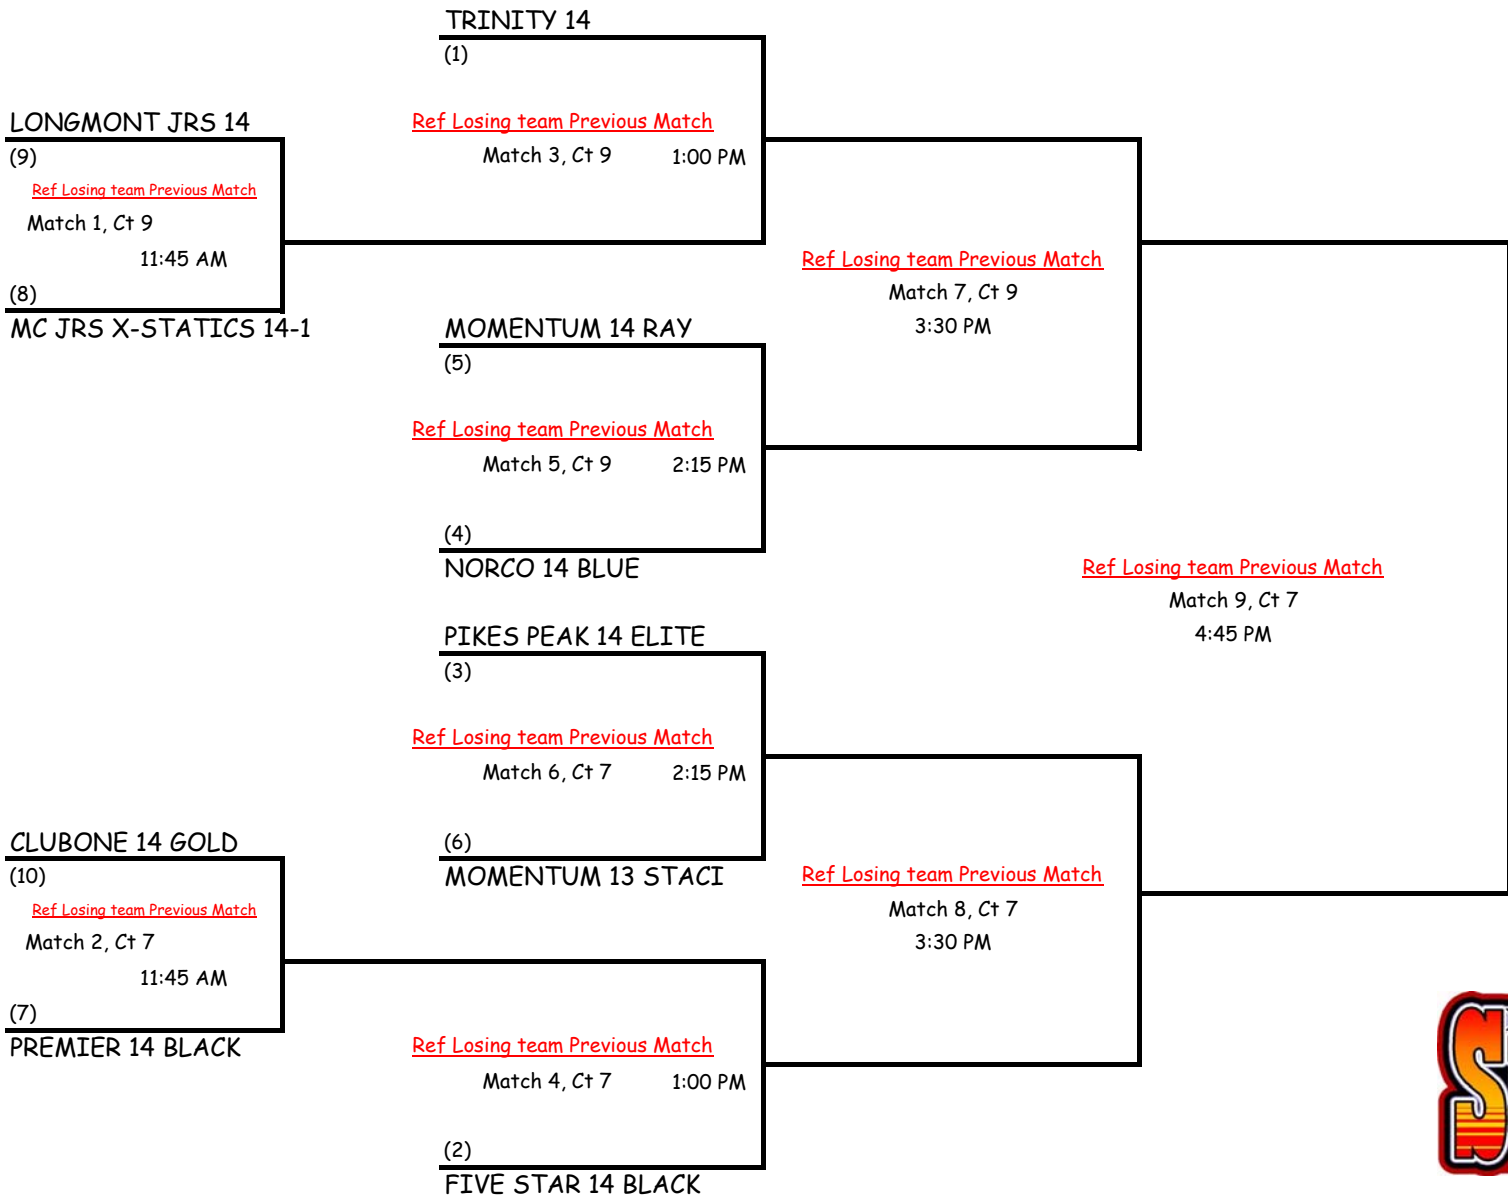 TRINITY 14
(1)
LONGMONT JRS 14
(9)
Ref Losing team Previous Match
Match 1, Ct 9
11:45 AM
(8)
MC JRS X-STATICS 14-1
Ref Losing team Previous Match
Match 3, Ct 9 1:00 PM
Ref Losing team Previous Match
Match 7, Ct 9
3:30 PM
MOMENTUM 14 RAY
(5)
Ref Losing team Previous Match
Match 5, Ct 9 2:15 PM
(4)
NORCO 14 BLUE
Ref Losing team Previous Match
Match 9, Ct 7
4:45 PM
PIKES PEAK 14 ELITE
(3)
Ref Losing team Previous Match
Match 6, Ct 7 2:15 PM
(6)
MOMENTUM 13 STACI
CLUBONE 14 GOLD
(10)
Ref Losing team Previous Match
Match 2, Ct 7
11:45 AM
(7)
PREMIER 14 BLACK
Ref Losing team Previous Match
Match 8, Ct 7
3:30 PM
Ref Losing team Previous Match
Match 4, Ct 7 1:00 PM
(2)
FIVE STAR 14 BLACK